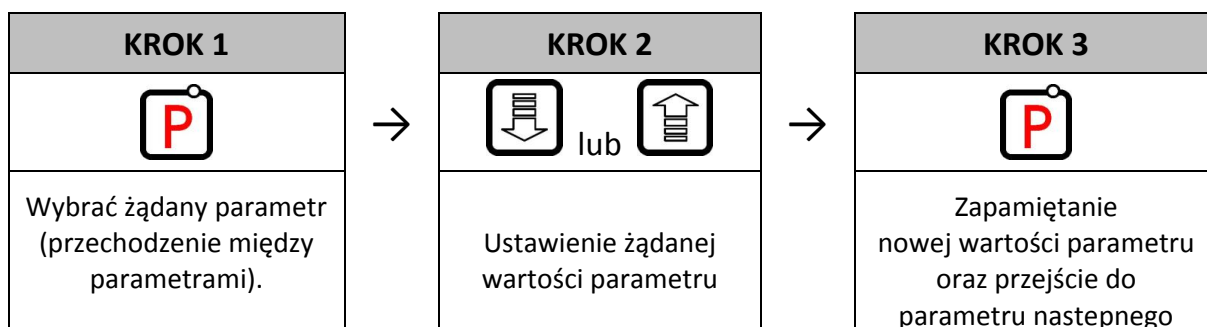 KROK 1
P
Wybrać żądany parametr
(przechodzenie między
parametrami).
→
KROK 2
lub
Ustawienie żądanej
wartości parametru
→
KROK 3
P
Zapamiętanie
nowej wartości parametru
oraz przejście do
parametru nastepnego